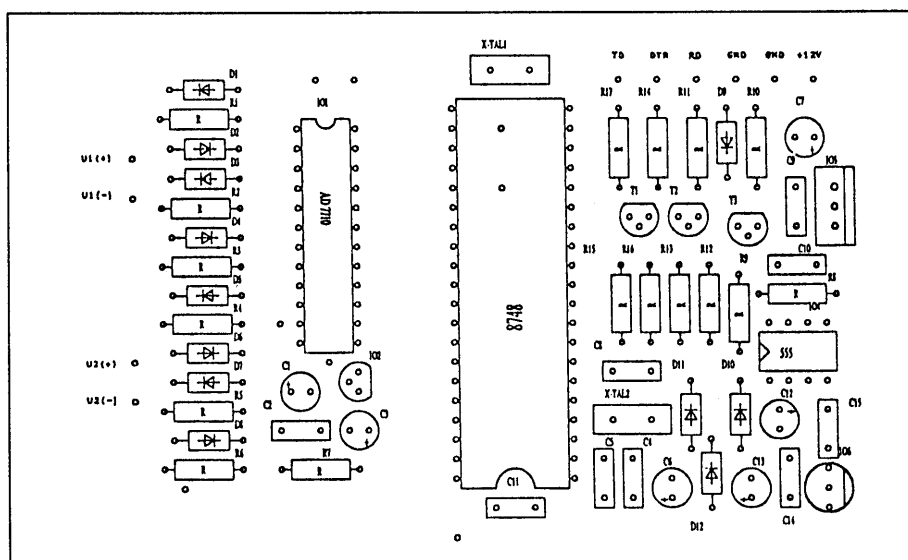 X-TAL1
TD DTR RD GRD GND +12V
R17 R14 R11 D9 R10 C7
D1
R1
R
D2
D3
U1(+)
U1(-)
R2
R
D4
R3
R
D5
R4
R
D6
D7
U2(+)
U2(-)
R5
R
D8
R6
R
IO1
AD7710
C1
IO2
C2
C3
R7
R
8748
C11
C9
IO5
T1 T2 T3
R15 R16 R13 R12 R9
C10
R8
R
IO4
555
D11 D10
X-TAL2
C12
C15
C5 C4 C6 C13
IO6
D12
C14